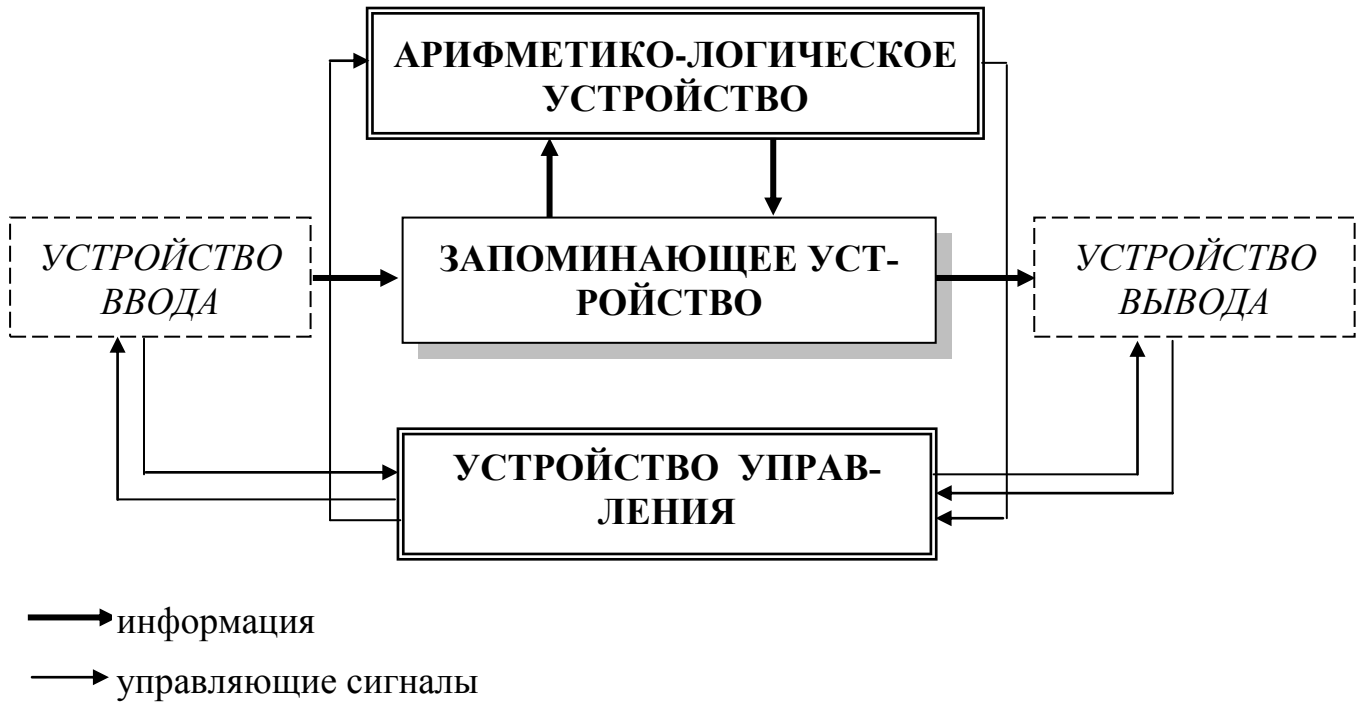 АРИФМЕТИКО-ЛОГИЧЕСКОЕ
УСТРОЙСТВО
УСТРОЙСТВО
ВВОДА
ЗАПОМИНАЮЩЕЕ УСТ-
РОЙСТВО
УСТРОЙСТВО
ВЫВОДА
УСТРОЙСТВО УПРАВ-
ЛЕНИЯ
информация
управляющие сигналы